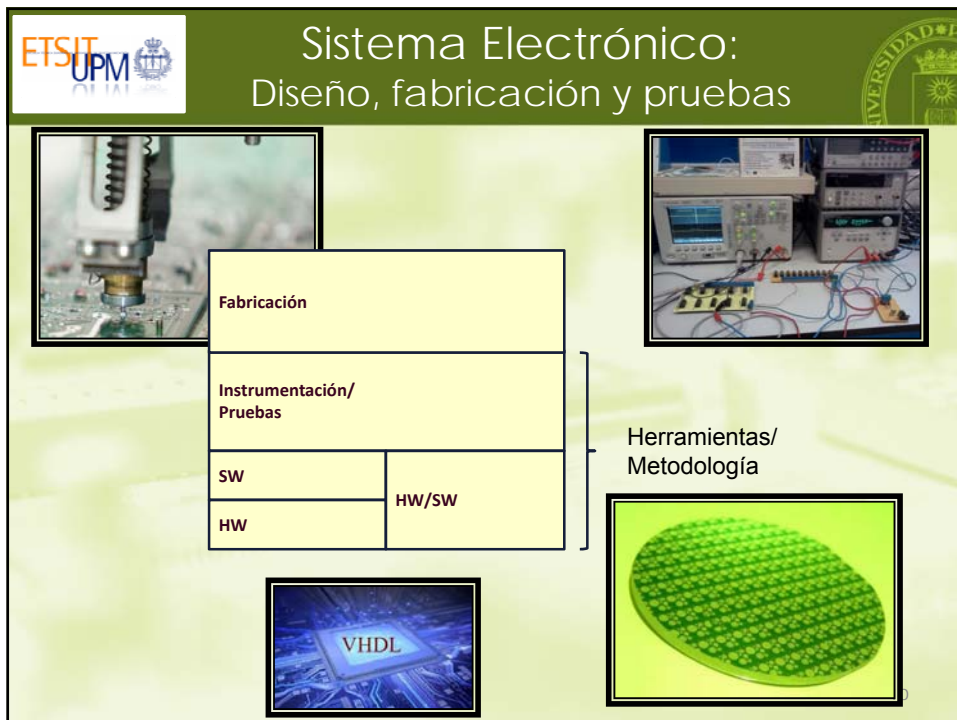 ETSIT
UPM
Sistema Electrónico:
Diseño, fabricación y pruebas
Fabricación
Instrumentación/
Pruebas
SW
HW/SW
HW
Herramientas/
Metodología
VHDL